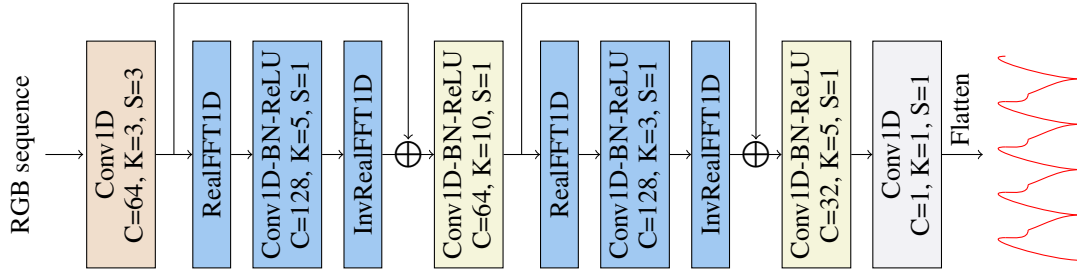 RGB sequence
Conv1D
C=64, K=3, S=3
RealFFT1D
Conv1D-BN-ReLU
C=128, K=5, S=1
InvRealFFT1D
Conv1D-BN-ReLU
C=64, K=10, S=1
RealFFT1D
Conv1D-BN-ReLU
C=128, K=3, S=1
InvRealFFT1D
Conv1D-BN-ReLU
C=32, K=5, S=1
Conv1D
C=1, K=1, S=1
Flatten